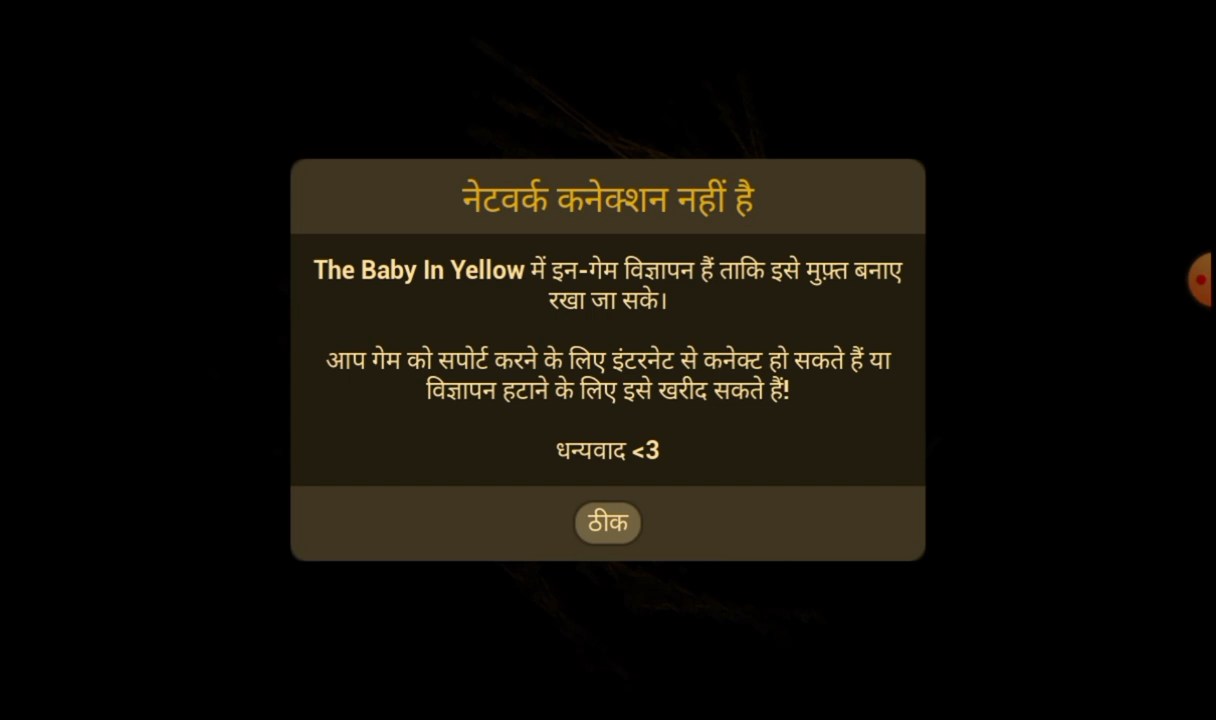 नेटवर्क कनेक्शन नहीं है
The Baby In Yellow में इन-गेम विज्ञापन हैं ताकि इसे मुफ़्त बनाए
रखा जा सके।
आप गेम को सपोर्ट करने के लिए इंटरनेट से कनेक्ट हो सकते हैं या
विज्ञापन हटाने के लिए इसे खरीद सकते हैं!
धन्यवाद <3
ठीक